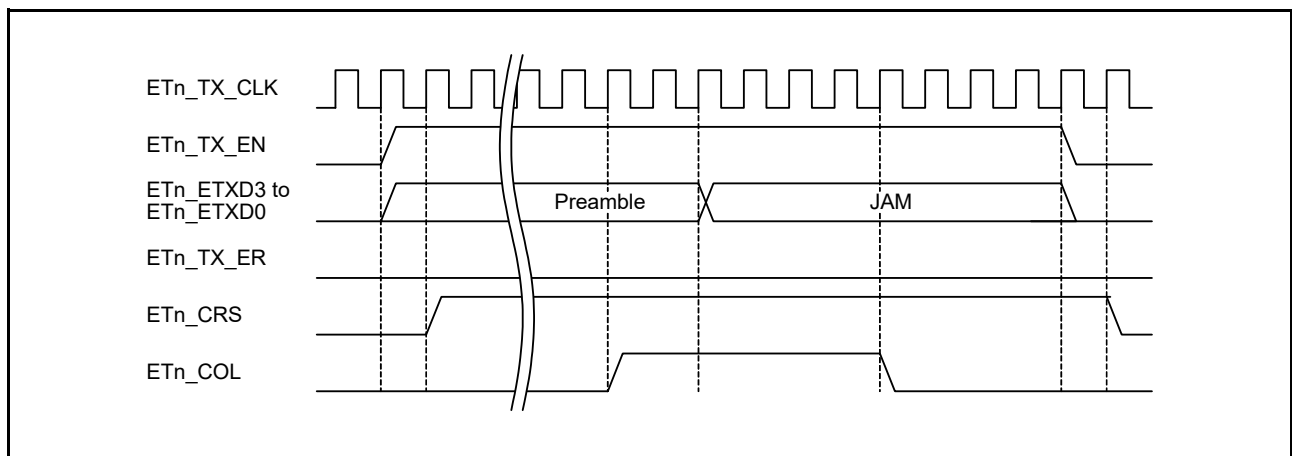 ETn_TX_CLK
ETn_TX_EN
ETn_ETXD3 to
ETn_ETXD0
Preamble
JAM
ETn_TX_ER
ETn_CRS
ETn_COL